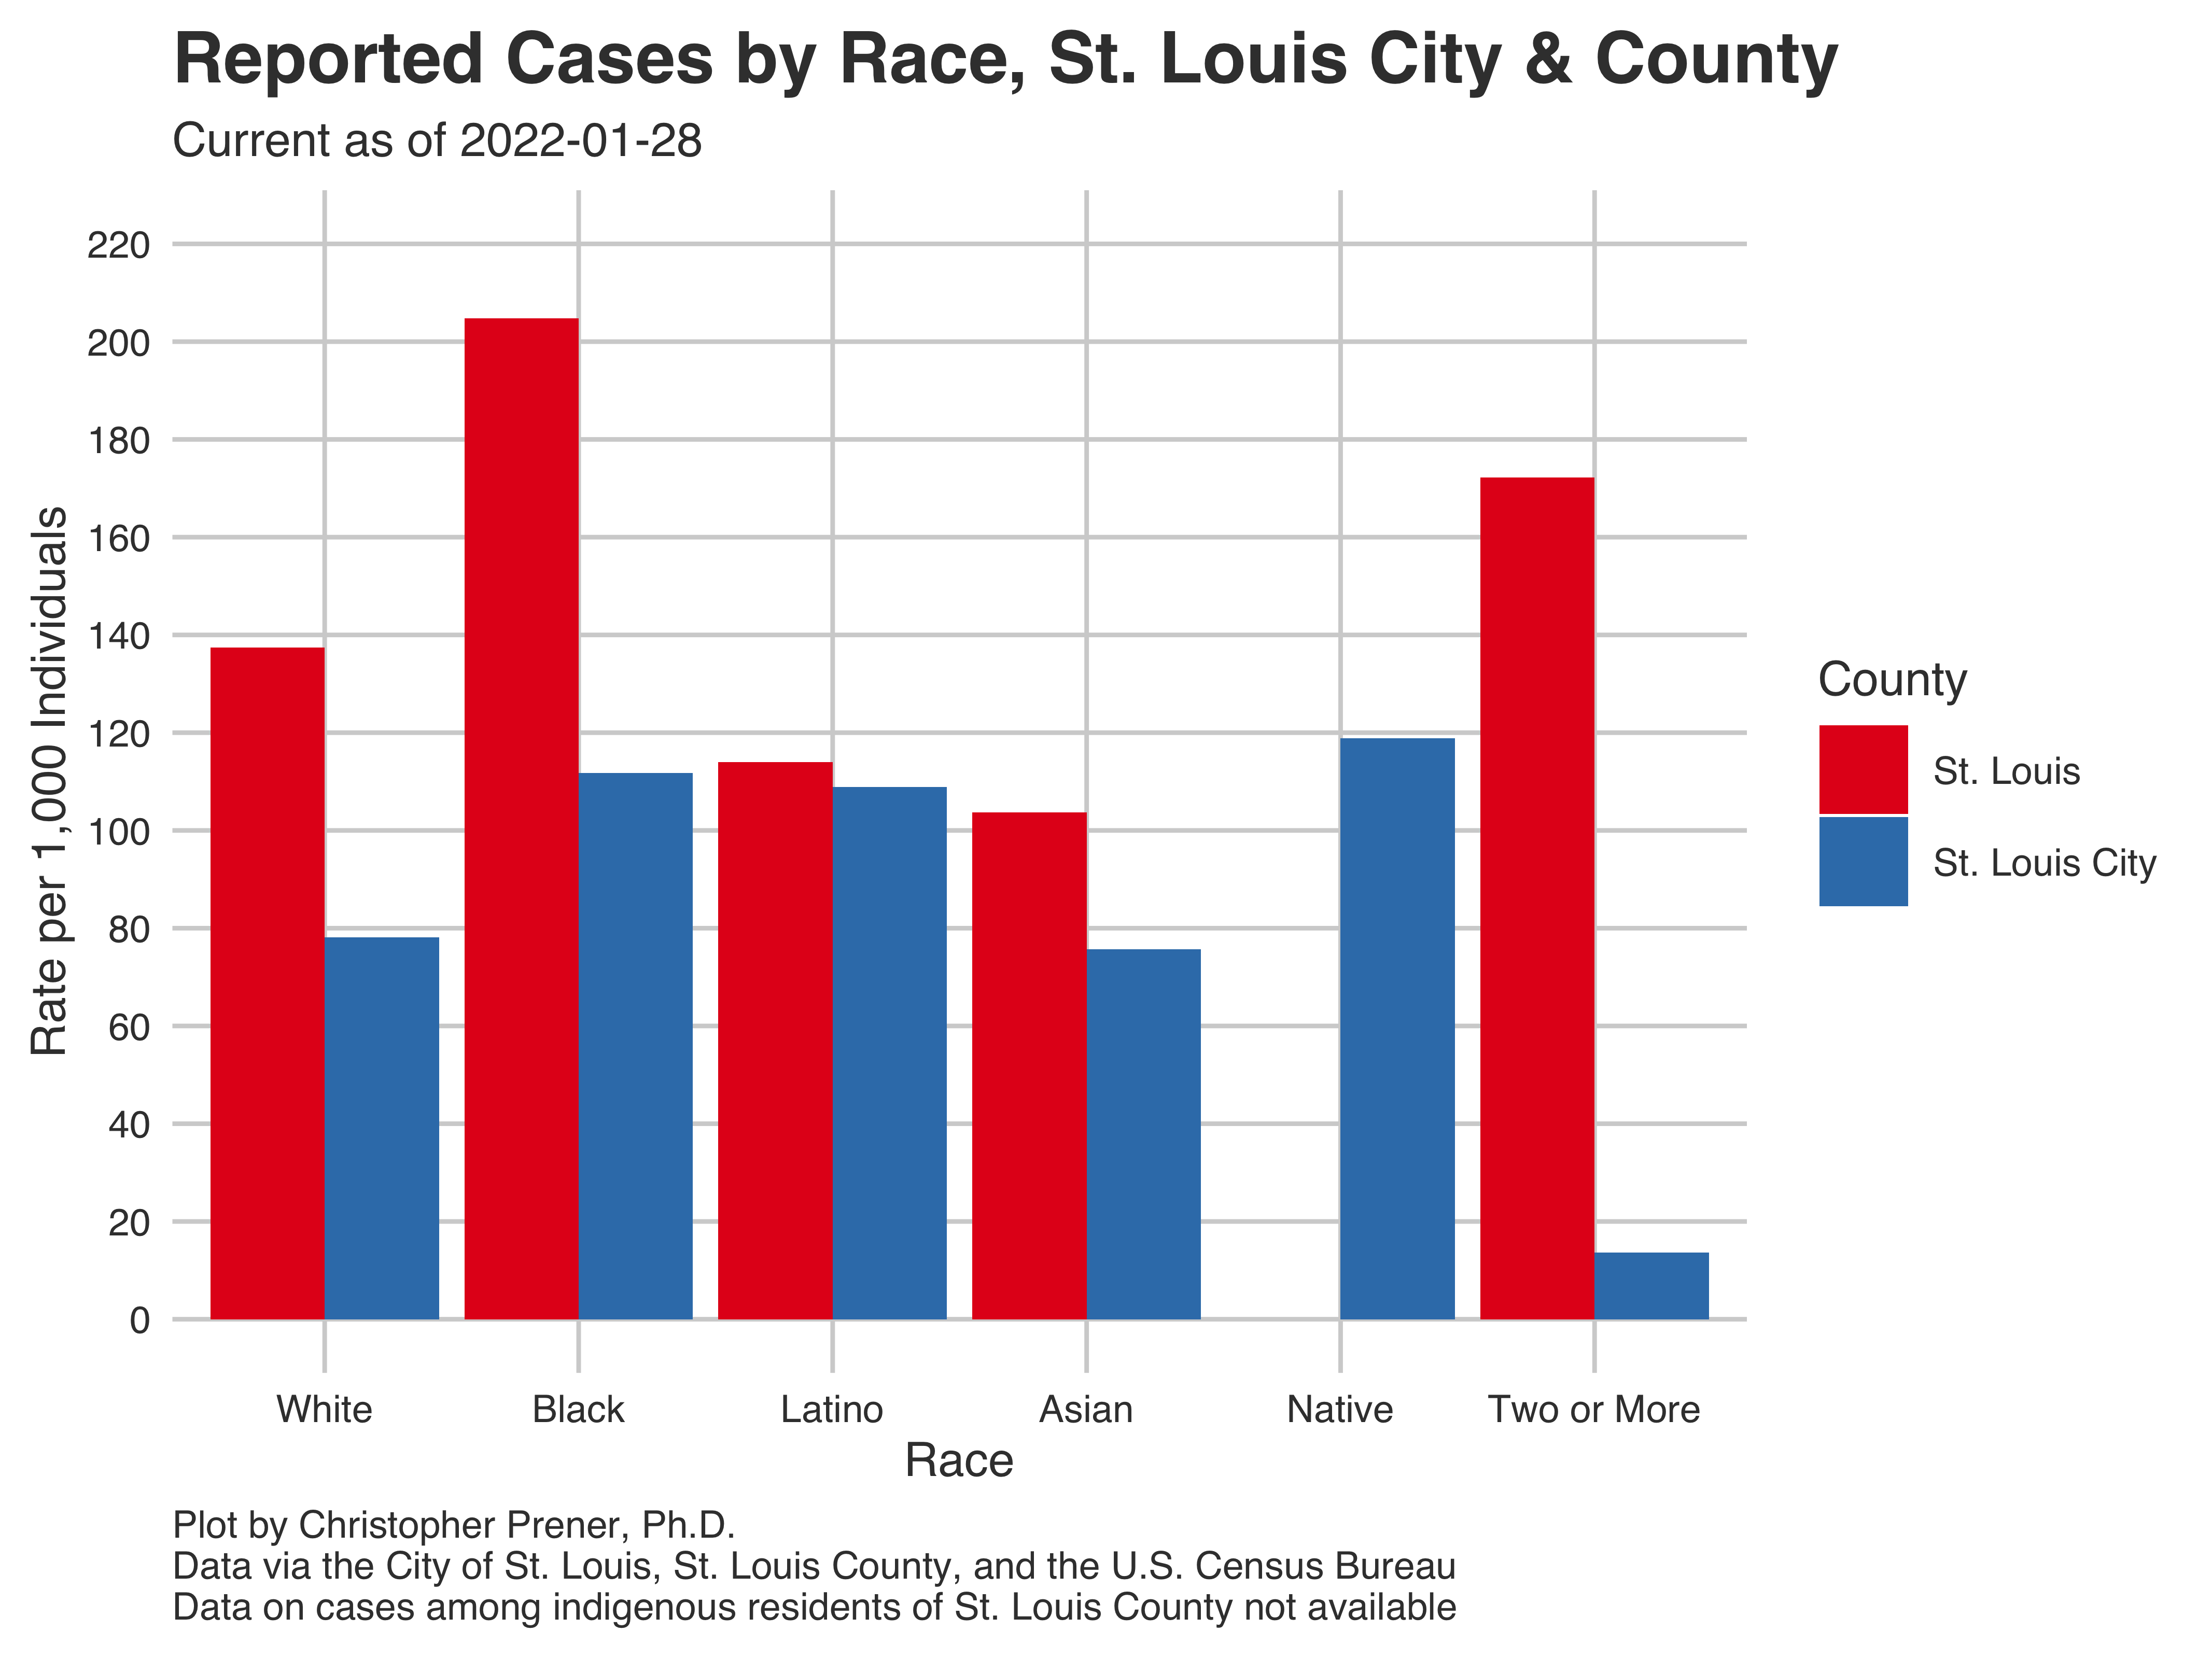 Reported Cases by Race, St. Louis City & County
Current as of 2022-01-28
Rate per 1,000 Individuals
220
200
180
160
140
120
100
80
60
40
20
0
White
Black
Latino
Asian
Native
Two or More
Race
County
St. Louis
St. Louis City
Plot by Christopher Prener, Ph.D.
Data via the City of St. Louis, St. Louis County, and the U.S. Census Bureau
Data on cases among indigenous residents of St. Louis County not available